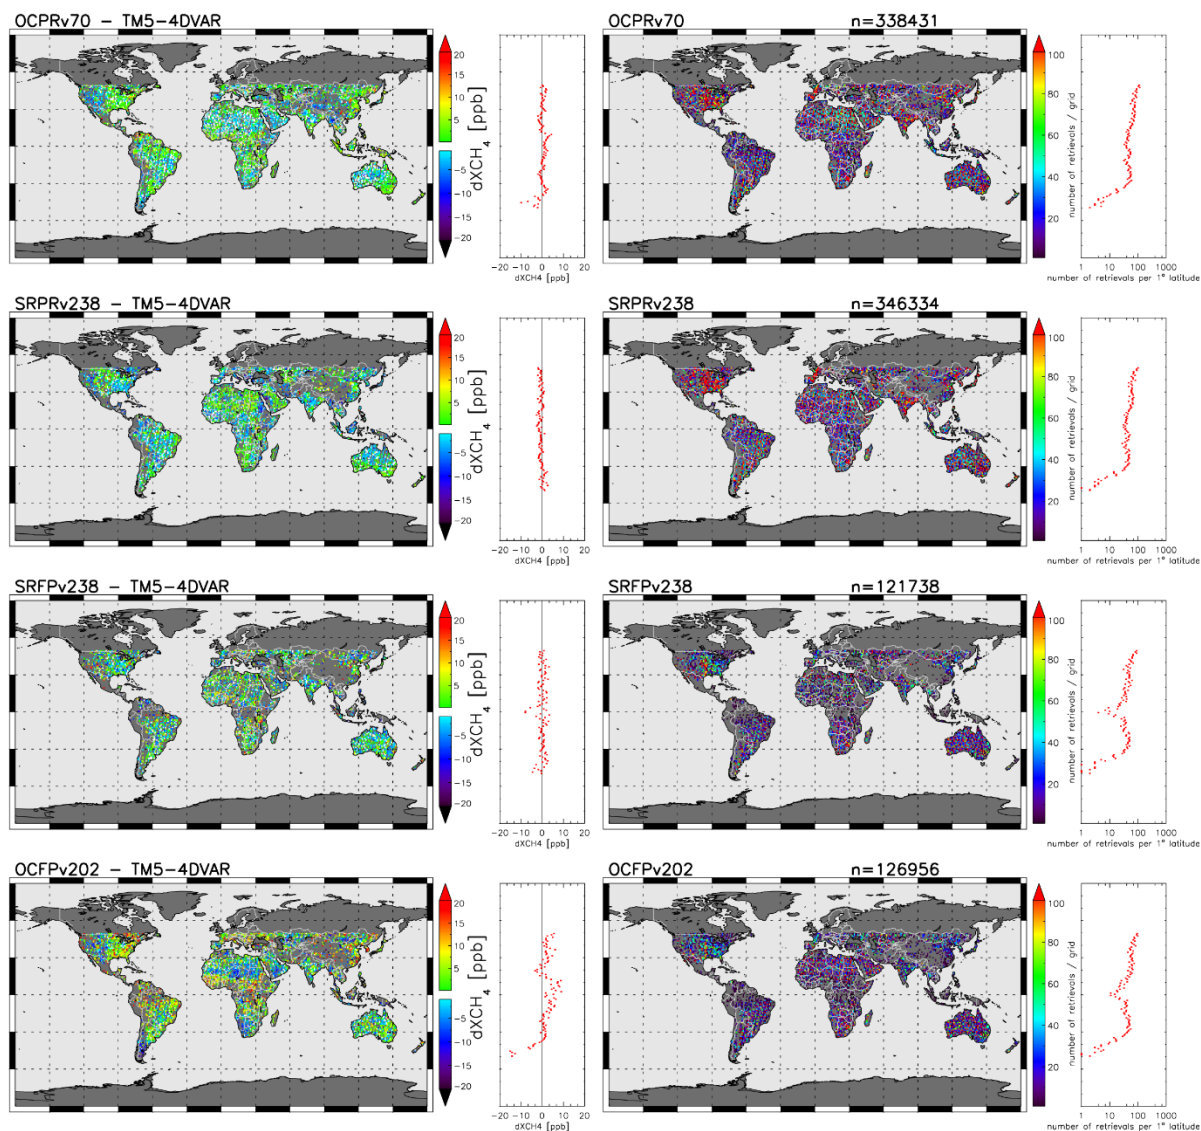 OCPRv70 - TM5-4DVAR
20
15
10
5
-5
-10
-15
-20
dXCH4 [ppb]
-20 -10 0 10 20
dXCH4 [ppb]
OCPRv70 n=338431
100
80
60
40
20
number of retrievals / grid
1 10 100 1000
number of retrievals per 1° latitude
SRPRv238 - TM5-4DVAR
20
15
10
5
-5
-10
-15
-20
dXCH4 [ppb]
-20 -10 0 10 20
dXCH4 [ppb]
SRPRv238 n=346334
100
80
60
40
20
number of retrievals / grid
1 10 100 1000
number of retrievals per 1° latitude
SRFPv238 - TM5-4DVAR
20
15
10
5
-5
-10
-15
-20
dXCH4 [ppb]
-20 -10 0 10 20
dXCH4 [ppb]
SRFPv238 n=121738
100
80
60
40
20
number of retrievals / grid
1 10 100 1000
number of retrievals per 1° latitude
OCFPv202 - TM5-4DVAR
20
15
10
5
-5
-10
-15
-20
dXCH4 [ppb]
-20 -10 0 10 20
dXCH4 [ppb]
OCFPv202 n=126956
100
80
60
40
20
number of retrievals / grid
1 10 100 1000
number of retrievals per 1° latitude